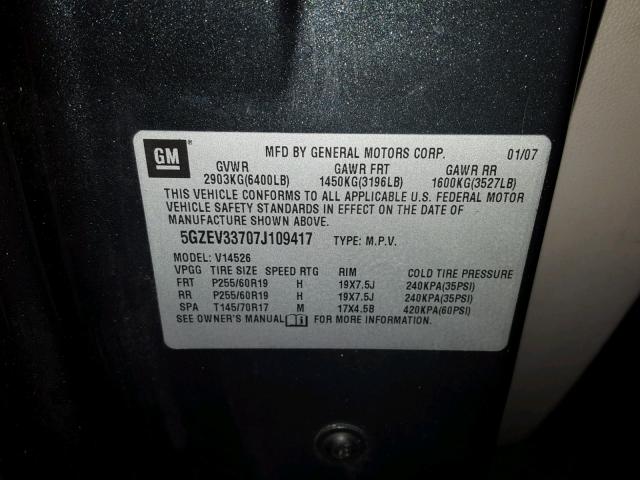 GM ® MFD BY GENERAL MOTORS CORP. 01/07
GVWR GAWR FRT GAWR RR
2903KG(6400LB) 1450KG(3196LB) 1600KG(3527LB)
THIS VEHICLE CONFORMS TO ALL APPLICABLE U.S. FEDERAL MOTOR
VEHICLE SAFETY STANDARDS IN EFFECT ON THE DATE OF
MANUFACTURE SHOWN ABOVE.
5GZEV33707J109417 TYPE: M.P.V.
MODEL: V14526
VPGG TIRE SIZE SPEED RTG RIM COLD TIRE PRESSURE
FRT P255/60R19 H 19X7.5J 240KPA(35PSI)
RR P255/60R19 H 19X7.5J 240KPA(35PSI)
SPA T145/70R17 M 17X4.5B 420KPA(60PSI)
SEE OWNER'S MANUAL FOR MORE INFORMATION.